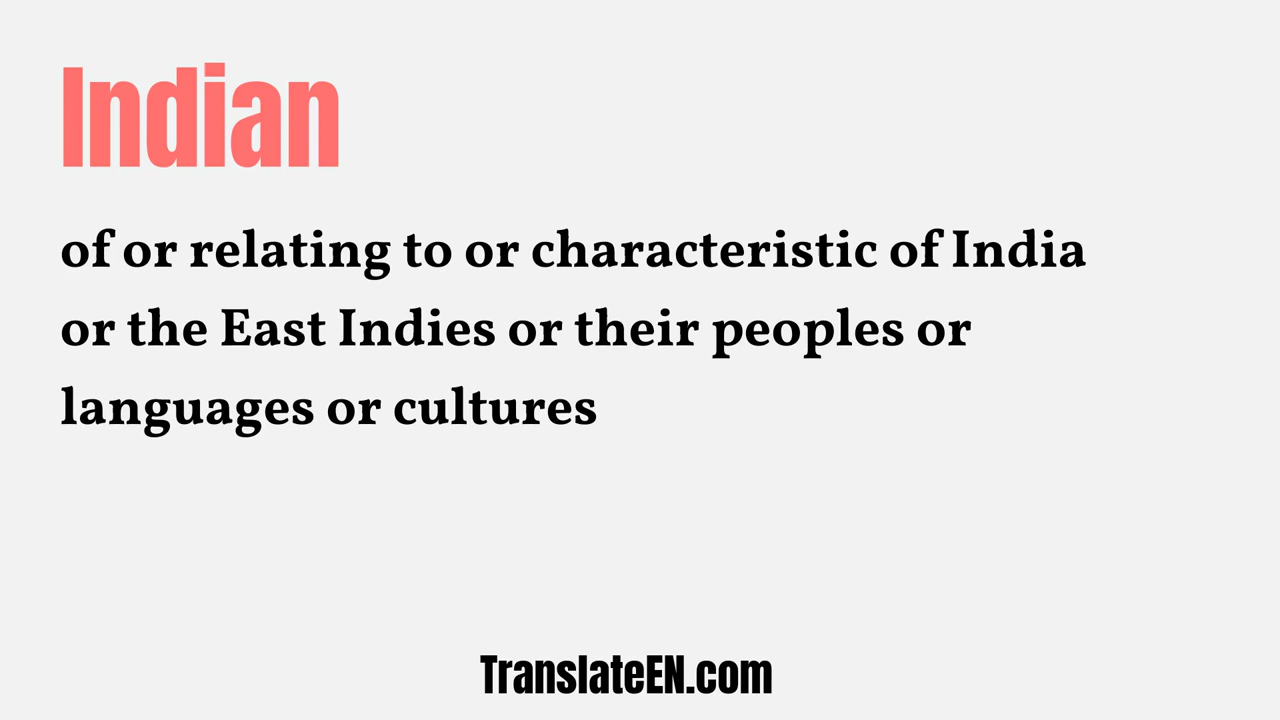 Indian
of or relating to or characteristic of India
or the East Indies or their peoples or
languages or cultures
TranslateEN.com